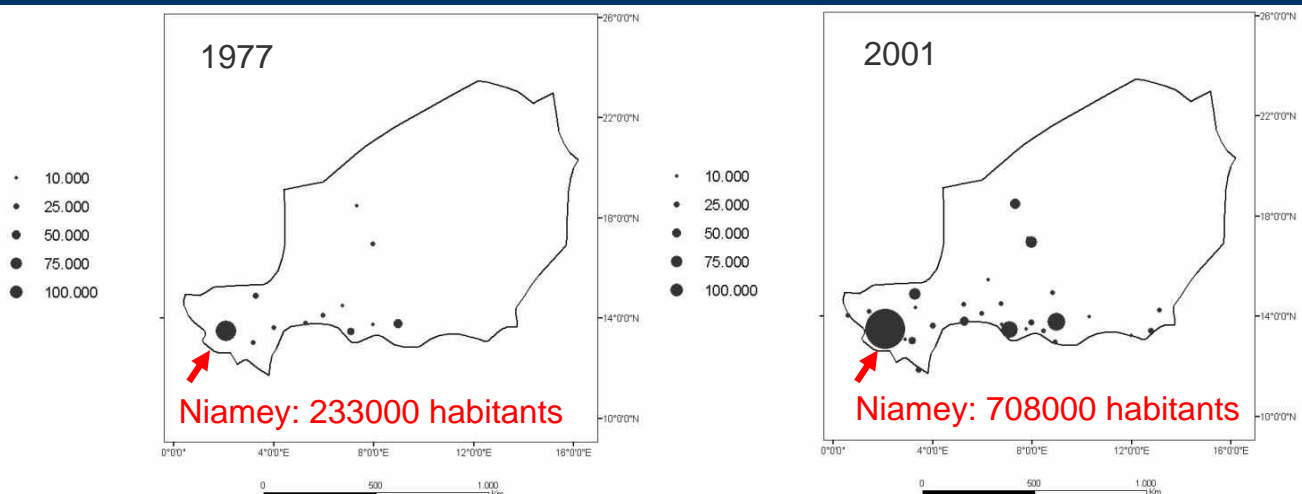 1977
26°0'0"N
22°0'0"N
18°0'0"N
14°0'0"N
10°0'0"N
10.000
25.000
50.000
75.000
100.000
Niamey: 233000 habitants
0°0'0"
4°0'0"E
8°0'0"E
12°0'0"E
16°0'0"E
0
500
1.000
Km
2001
26°0'0"N
22°0'0"N
18°0'0"N
14°0'0"N
10°0'0"N
10.000
25.000
50.000
75.000
100.000
Niamey: 708000 habitants
0°0'0"
4°0'0"E
8°0'0"E
12°0'0"E
16°0'0"E
0
500
1.000
Km